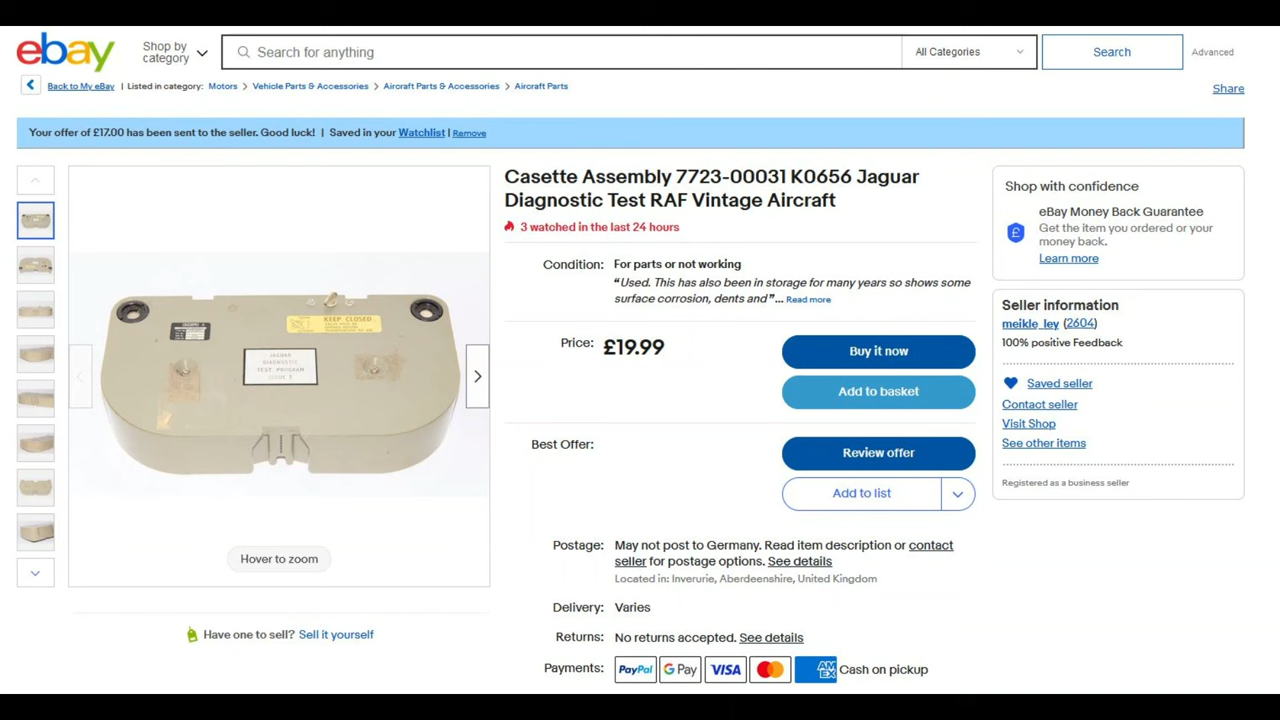 ebay
Shop by category
Search for anything
All Categories
Search
Advanced
Back to My eBay | Listed in category: Motors > Vehicle Parts & Accessories > Aircraft Parts & Accessories > Aircraft Parts
Share
Your offer of £17.00 has been sent to the seller. Good luck! | Saved in your Watchlist | Remove
KEEP CLOSED
JAGUAR
DIAGNOSTIC
TEST PROGRAM
Hover to zoom
Have one to sell? Sell it yourself
Casette Assembly 7723-00031 K0656 Jaguar
Diagnostic Test RAF Vintage Aircraft
3 watched in the last 24 hours
Condition: For parts or not working
“Used. This has also been in storage for many years so shows some
surface corrosion, dents and”... Read more
Price: £19.99
Buy it now
Add to basket
Best Offer:
Review offer
Add to list
Postage: May not post to Germany. Read item description or contact
seller for postage options. See details
Located in: Inverurie, Aberdeenshire, United Kingdom
Delivery: Varies
Returns: No returns accepted. See details
Payments: PayPal G Pay VISA AM EX Cash on pickup
Shop with confidence
eBay Money Back Guarantee
Get the item you ordered or your
money back.
Learn more
Seller information
meikle_ley (2604)
100% positive Feedback
Saved seller
Contact seller
Visit Shop
See other items
Registered as a business seller